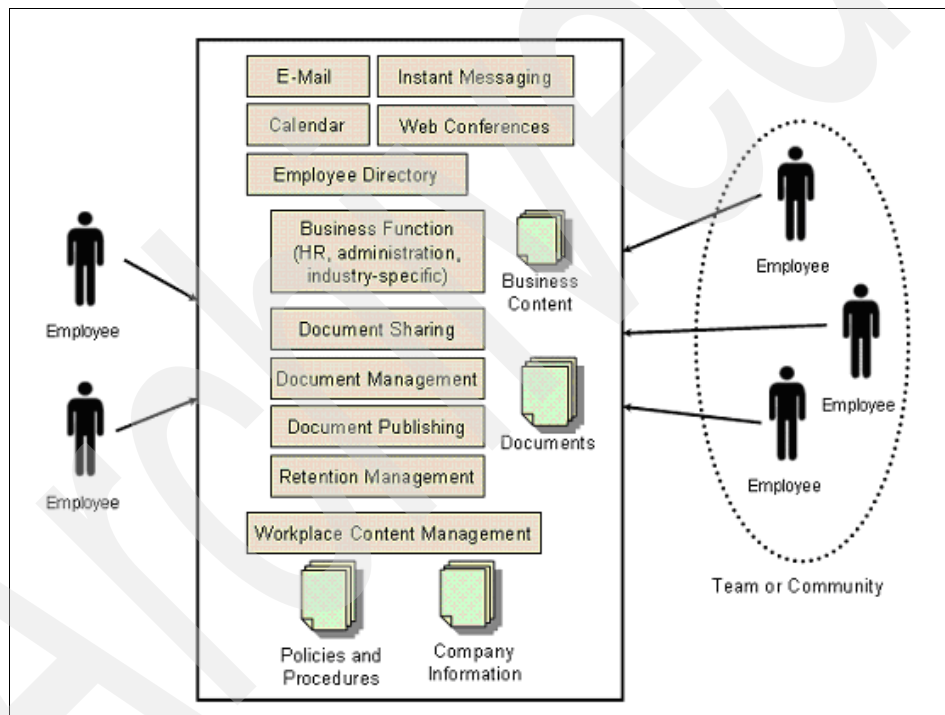 E-Mail
Instant Messaging
Calendar
Web Conferences
Employee Directory
Business Function
(HR, administration,
industry-specific)
Business
Content
Document Sharing
Document Management
Document Publishing
Documents
Retention Management
Workplace Content Management
Policies and
Procedures
Company
Information
Employee
Employee
Employee
Employee
Employee
Team or Community
Archived